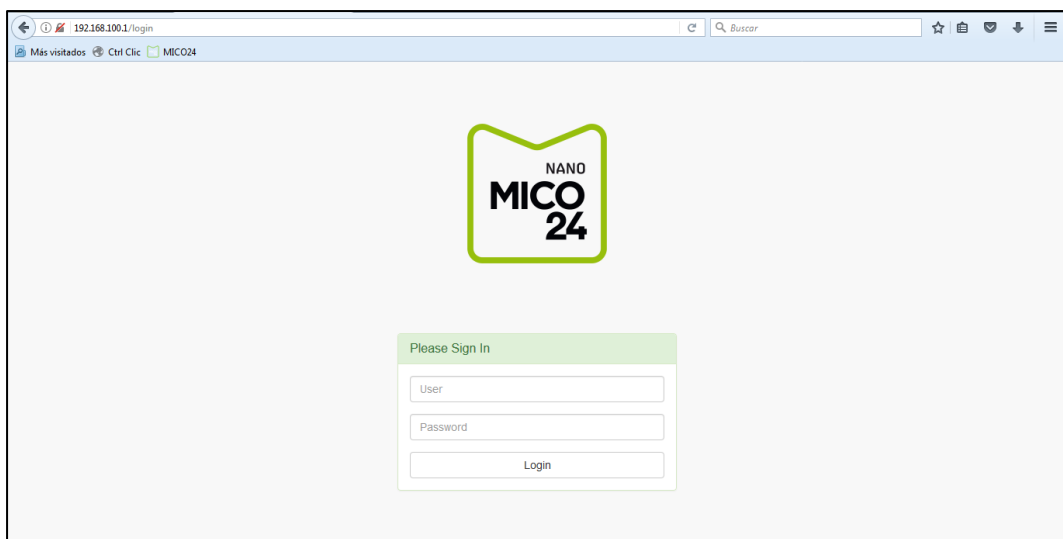 192.168.100.1/login
Buscar
Más visitados Ctrl Clic MICO24
NANO
MICO
24
Please Sign In
User
Password
Login